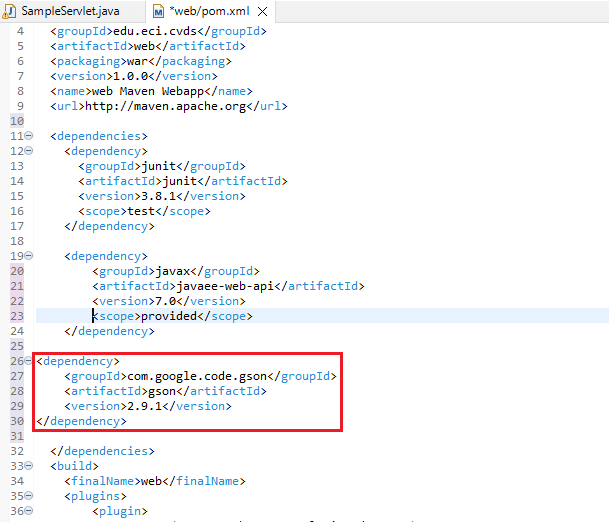 SampleServlet.java *web/pom.xml
4 <groupId>edu.eci.cvds</groupId>
5 <artifactId>web</artifactId>
6 <packaging>war</packaging>
7 <version>1.0.0</version>
8 <name>web Maven Webapp</name>
9 <url>http://maven.apache.org</url>
10
11 <dependencies>
12 <dependency>
13 <groupId>junit</groupId>
14 <artifactId>junit</artifactId>
15 <version>3.8.1</version>
16 <scope>test</scope>
17 </dependency>
18
19 <dependency>
20 <groupId>javax</groupId>
21 <artifactId>javaee-web-api</artifactId>
22 <version>7.0</version>
23 <scope>provided</scope>
24 </dependency>
25
26 <dependency>
27 <groupId>com.google.code.gson</groupId>
28 <artifactId>gson</artifactId>
29 <version>2.9.1</version>
30 </dependency>
31
32 </dependencies>
33 <build>
34 <finalName>web</finalName>
35 <plugins>
36 <plugin>